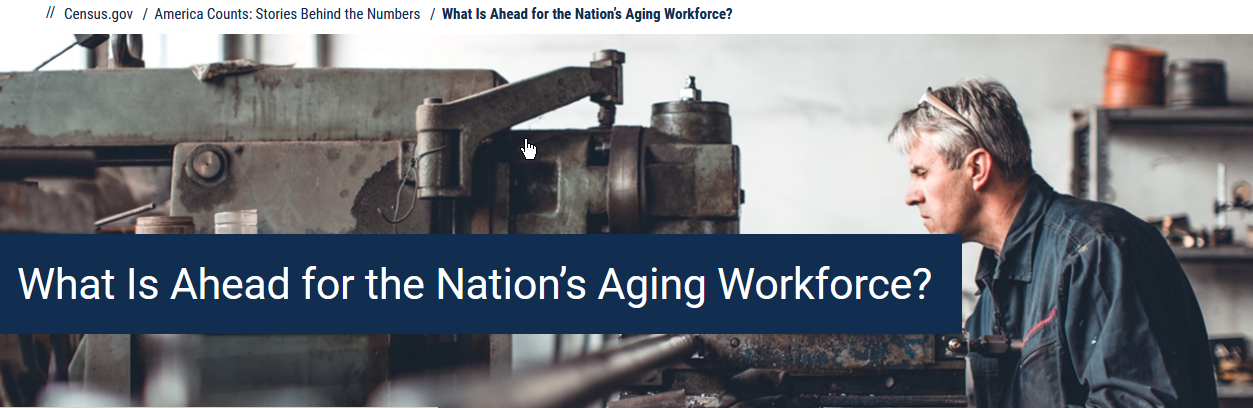 // Census.gov / America Counts: Stories Behind the Numbers / What Is Ahead for the Nation’s Aging Workforce?
What Is Ahead for the Nation’s Aging Workforce?